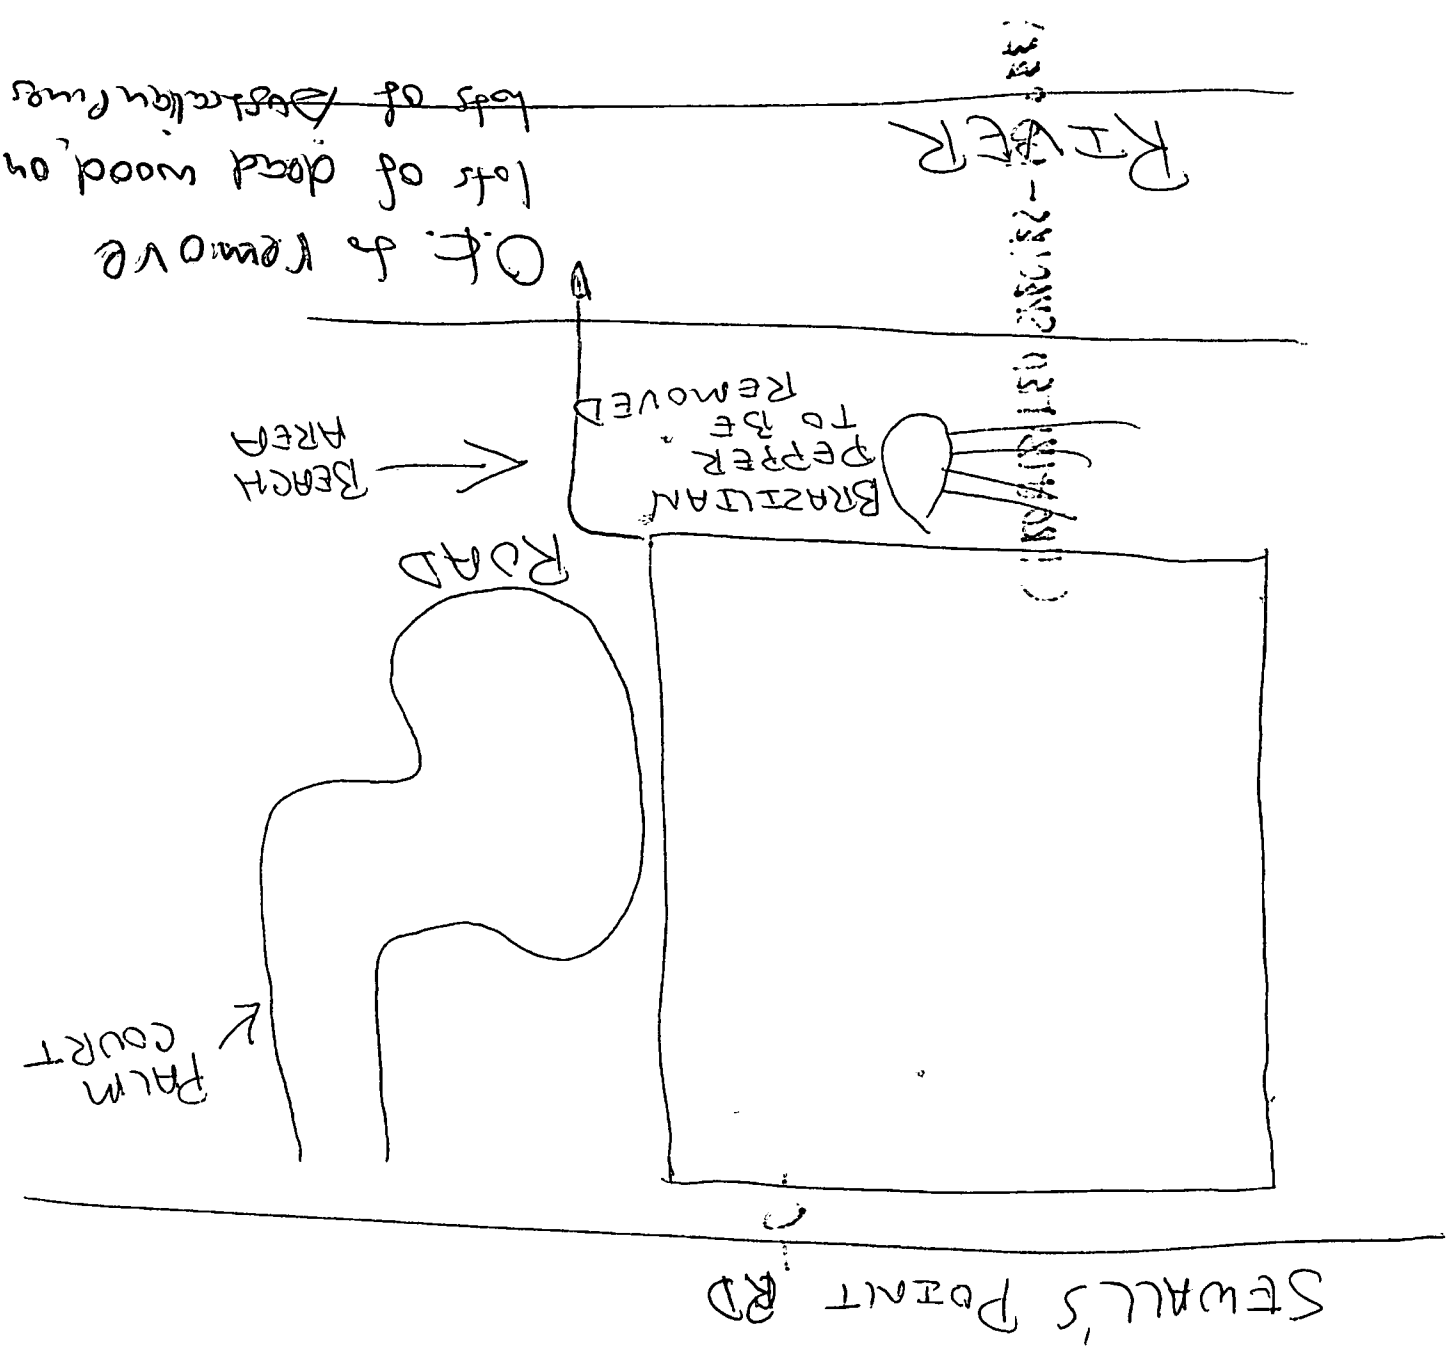 SEWALL'S POINT RD
PALM
COURT
ROAD
BRAZILIAN
PEPPER
TO BE
REMOVED
BEACH
AREA
O.K. to remove
lots of dead wood, on
lots of Australian Pines
RIVER